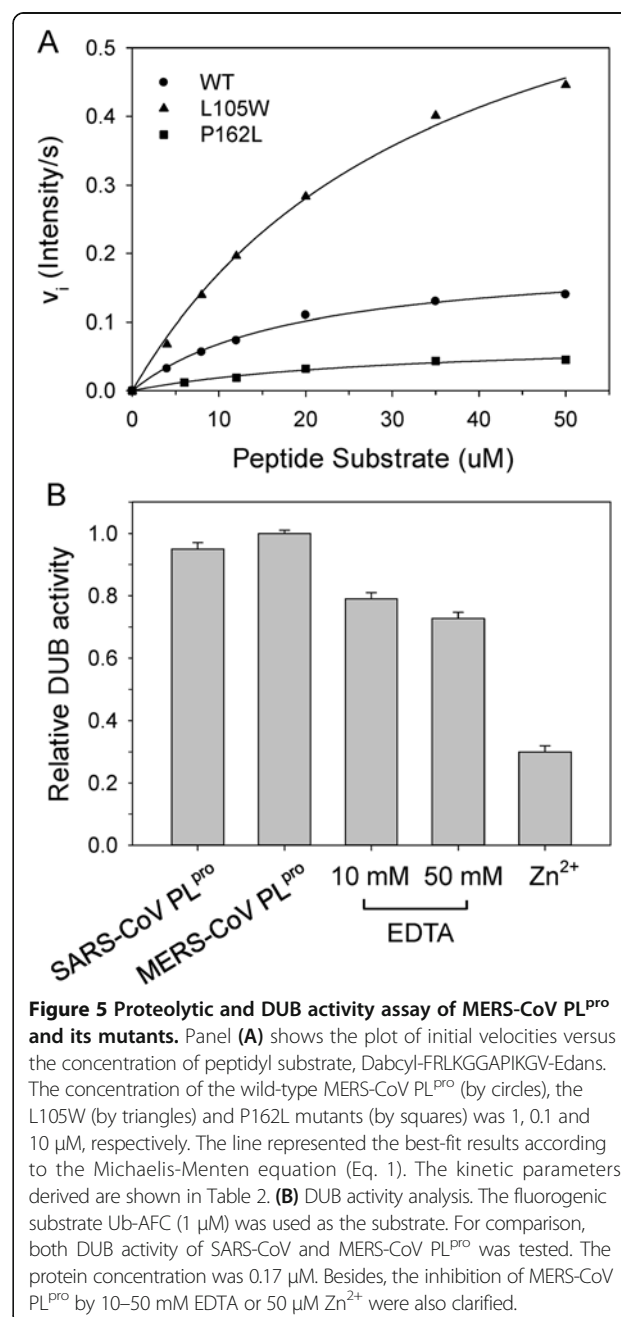 A
0.5
0.4
0.3
0.2
0.1
0.0
v_i (Intensity/s)
● WT
▲ L105W
■ P162L
0 10 20 30 40 50
Peptide Substrate (uM)
B
1.0
0.8
0.6
0.4
0.2
0.0
Relative DUB activity
SARS-CoV PL^pro
MERS-CoV PL^pro
10 mM 50 mM Zn²⁺
EDTA
Figure 5 Proteolytic and DUB activity assay of MERS-CoV PL^pro
and its mutants. Panel (A) shows the plot of initial velocities versus
the concentration of peptidyl substrate, Dabcyl-FRLKGGAPIKGV-Edans.
The concentration of the wild-type MERS-CoV PL^pro (by circles), the
L105W (by triangles) and P162L mutants (by squares) was 1, 0.1 and
10 μM, respectively. The line represented the best-fit results according
to the Michaelis-Menten equation (Eq. 1). The kinetic parameters
derived are shown in Table 2. (B) DUB activity analysis. The fluorogenic
substrate Ub-AFC (1 μM) was used as the substrate. For comparison,
both DUB activity of SARS-CoV and MERS-CoV PL^pro was tested. The
protein concentration was 0.17 μM. Besides, the inhibition of MERS-CoV
PL^pro by 10–50 mM EDTA or 50 μM Zn²⁺ were also clarified.